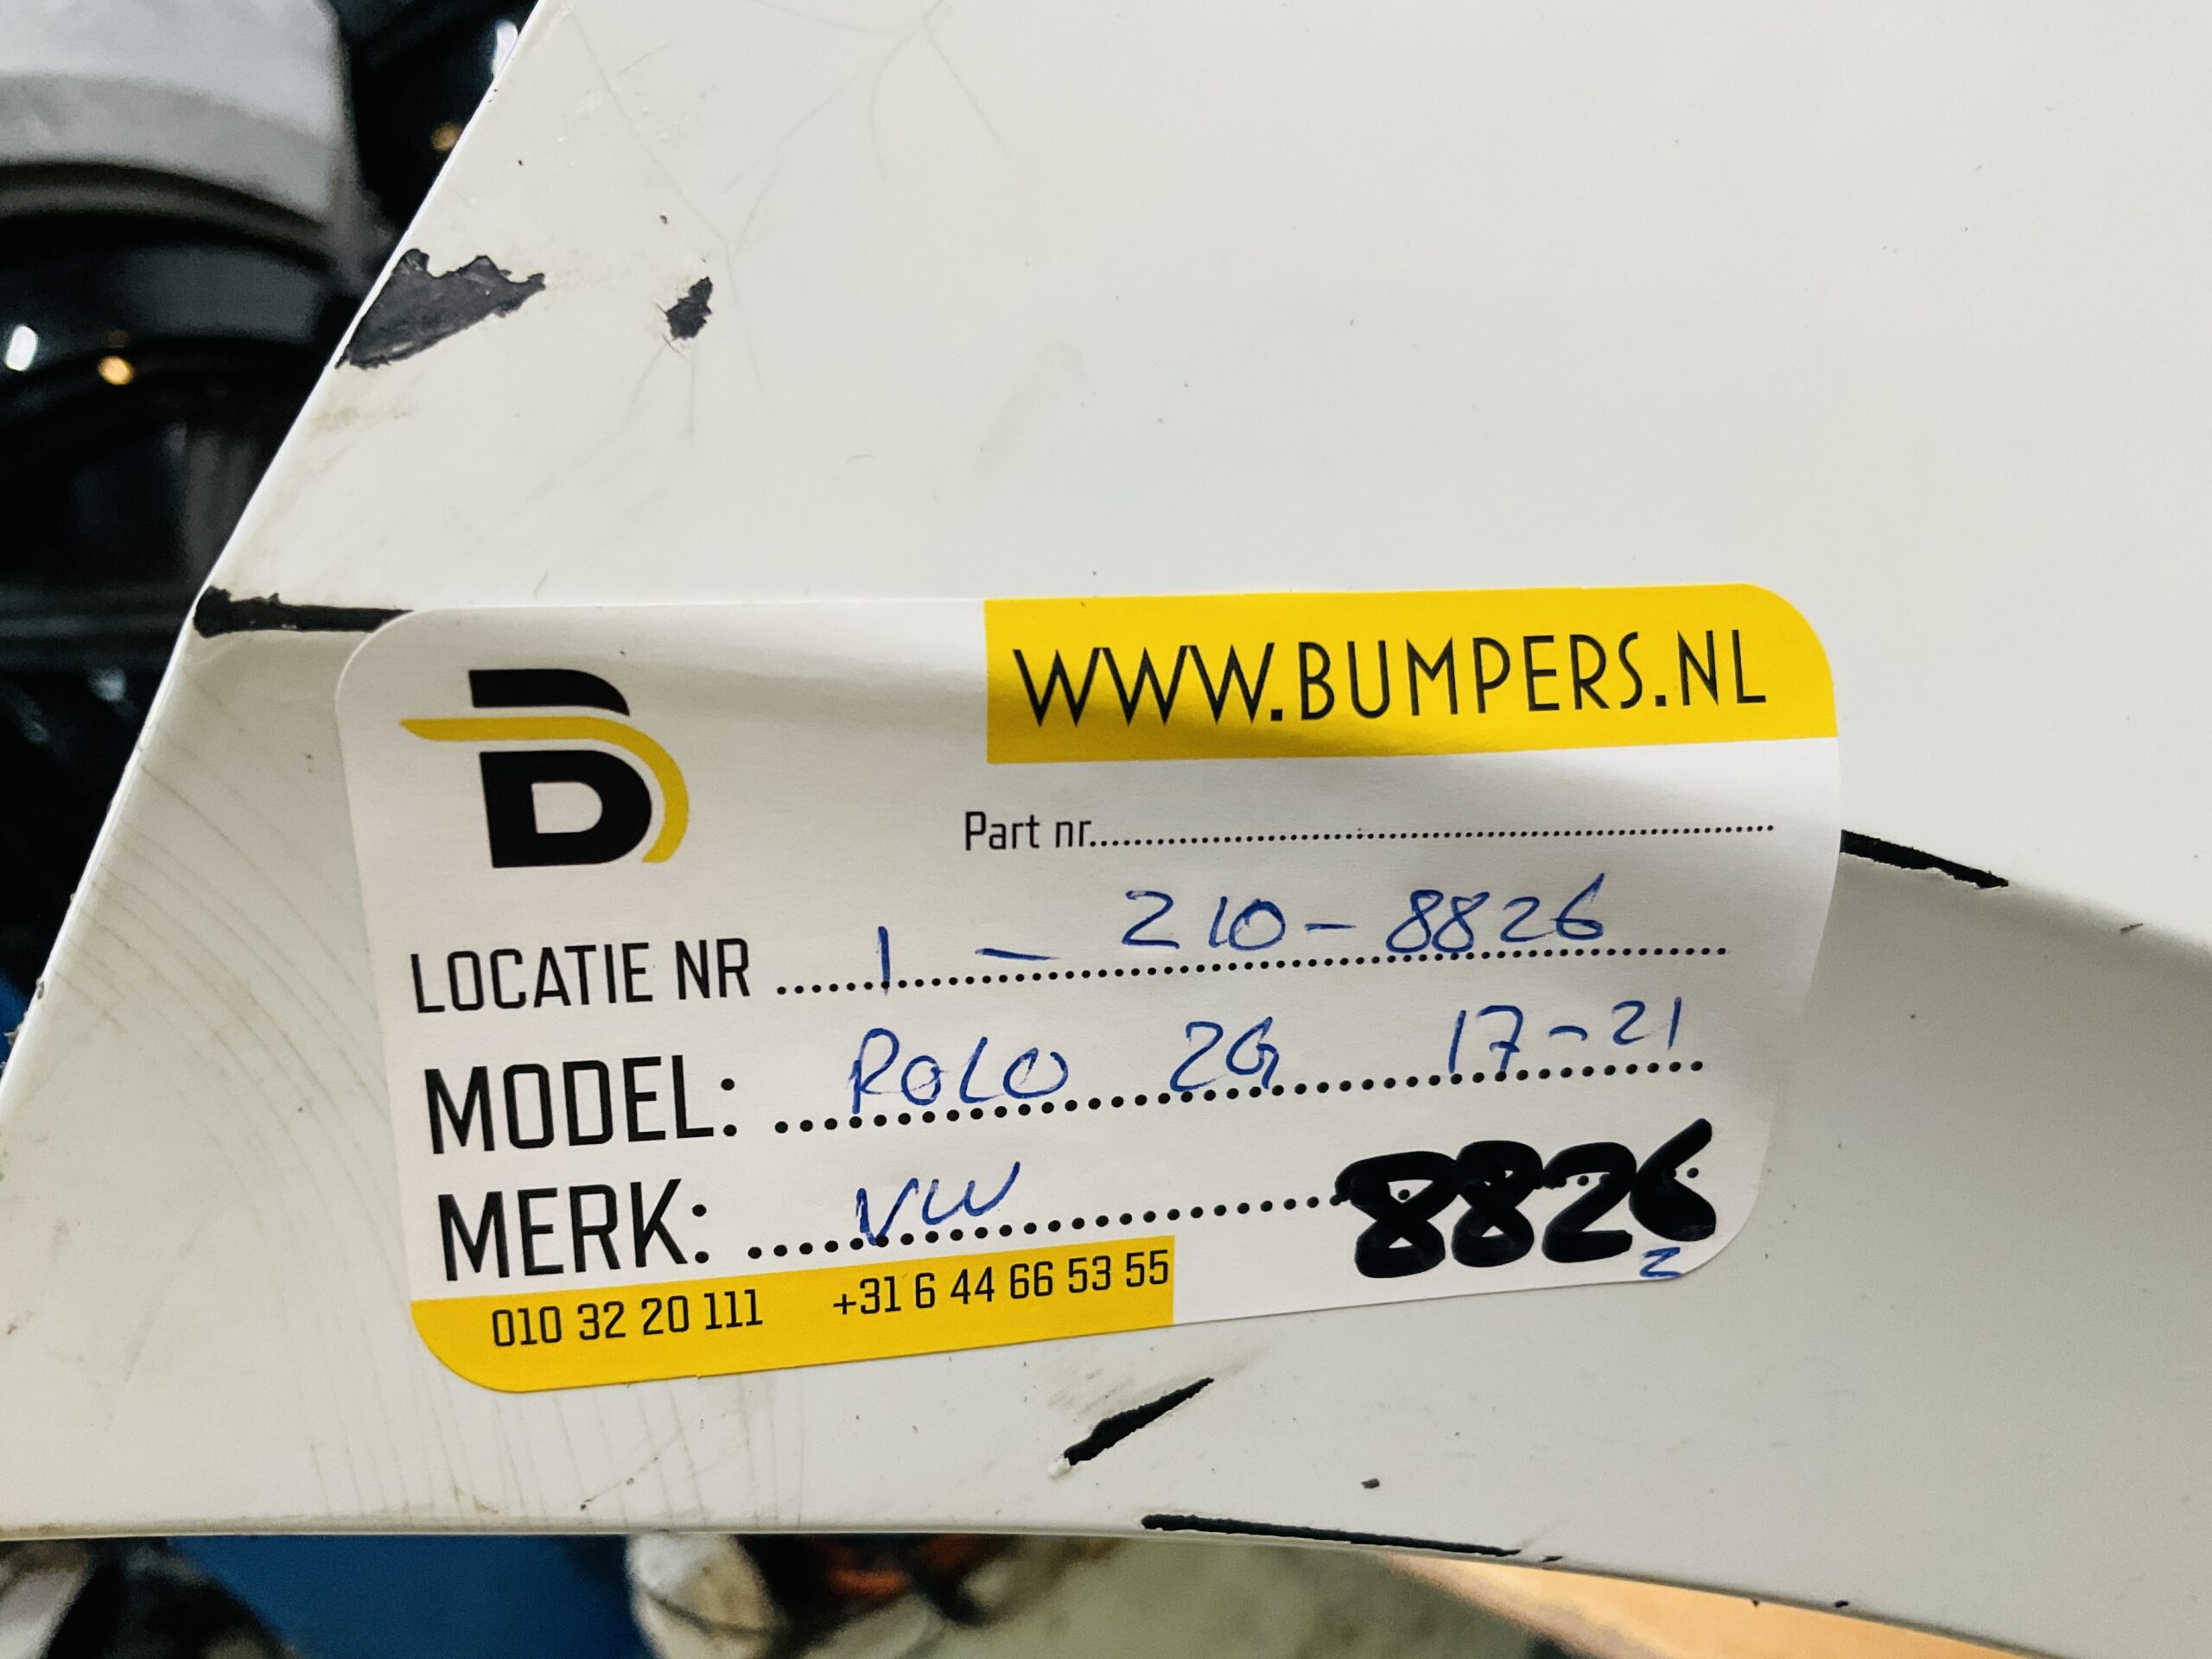 WWW.BUMPERS.NL
B
Part nr.......................................................
LOCATIE NR ...1 - 210-8826
MODEL: ...POLO 2G 17-21
MERK: ...VW 8826
2
010 32 20 111 +31 6 44 66 53 55